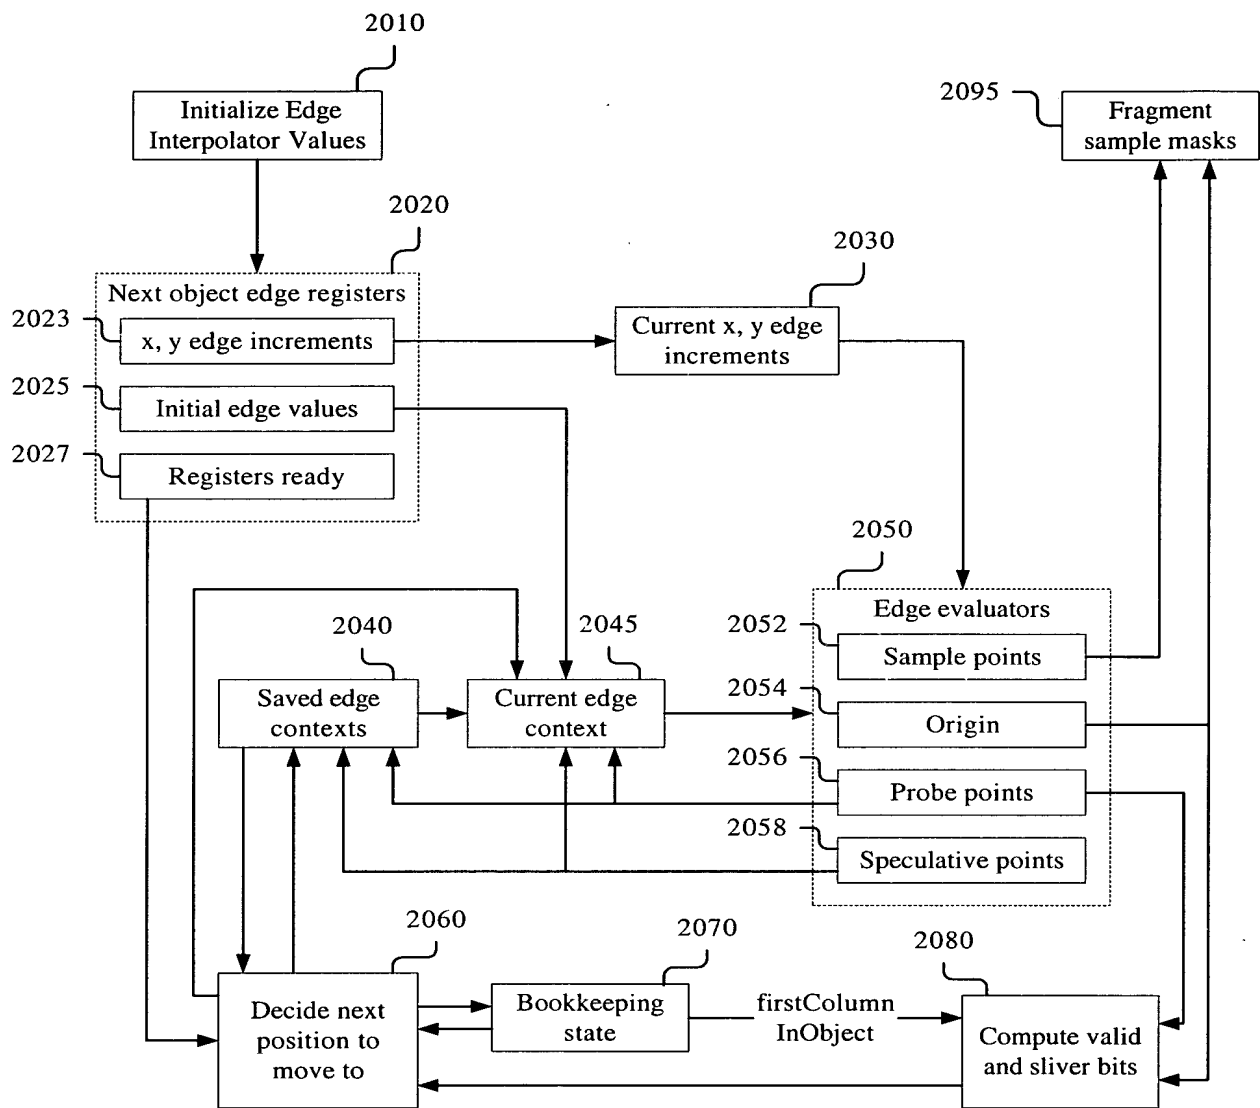 2010
Initialize Edge
Interpolator Values
2095
Fragment
sample masks
2020
Next object edge registers
2023
x, y edge increments
2025
Initial edge values
2027
Registers ready
2030
Current x, y edge
increments
2050
Edge evaluators
2052
Sample points
2054
Origin
2056
Probe points
2058
Speculative points
2040
Saved edge
contexts
2045
Current edge
context
2060
Decide next
position to
move to
2070
Bookkeeping
state
firstColumn
InObject
2080
Compute valid
and sliver bits